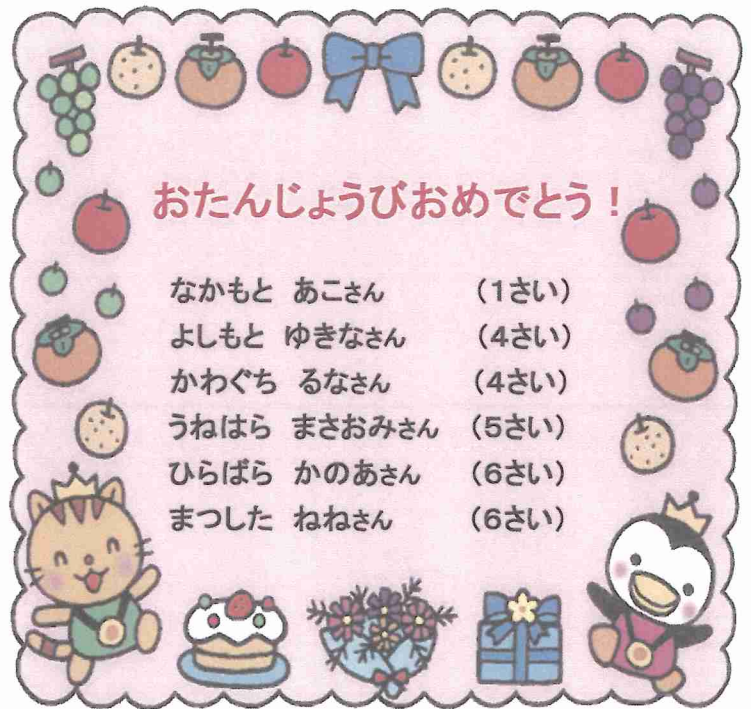 おたんじょうびおめでとう！
なかもと あこさん （1さい）
よしもと ゆきなさん （4さい）
かわぐち るなさん （4さい）
うねはら まさおみさん （5さい）
ひらばら かのあさん （6さい）
まつした ねねさん （6さい）